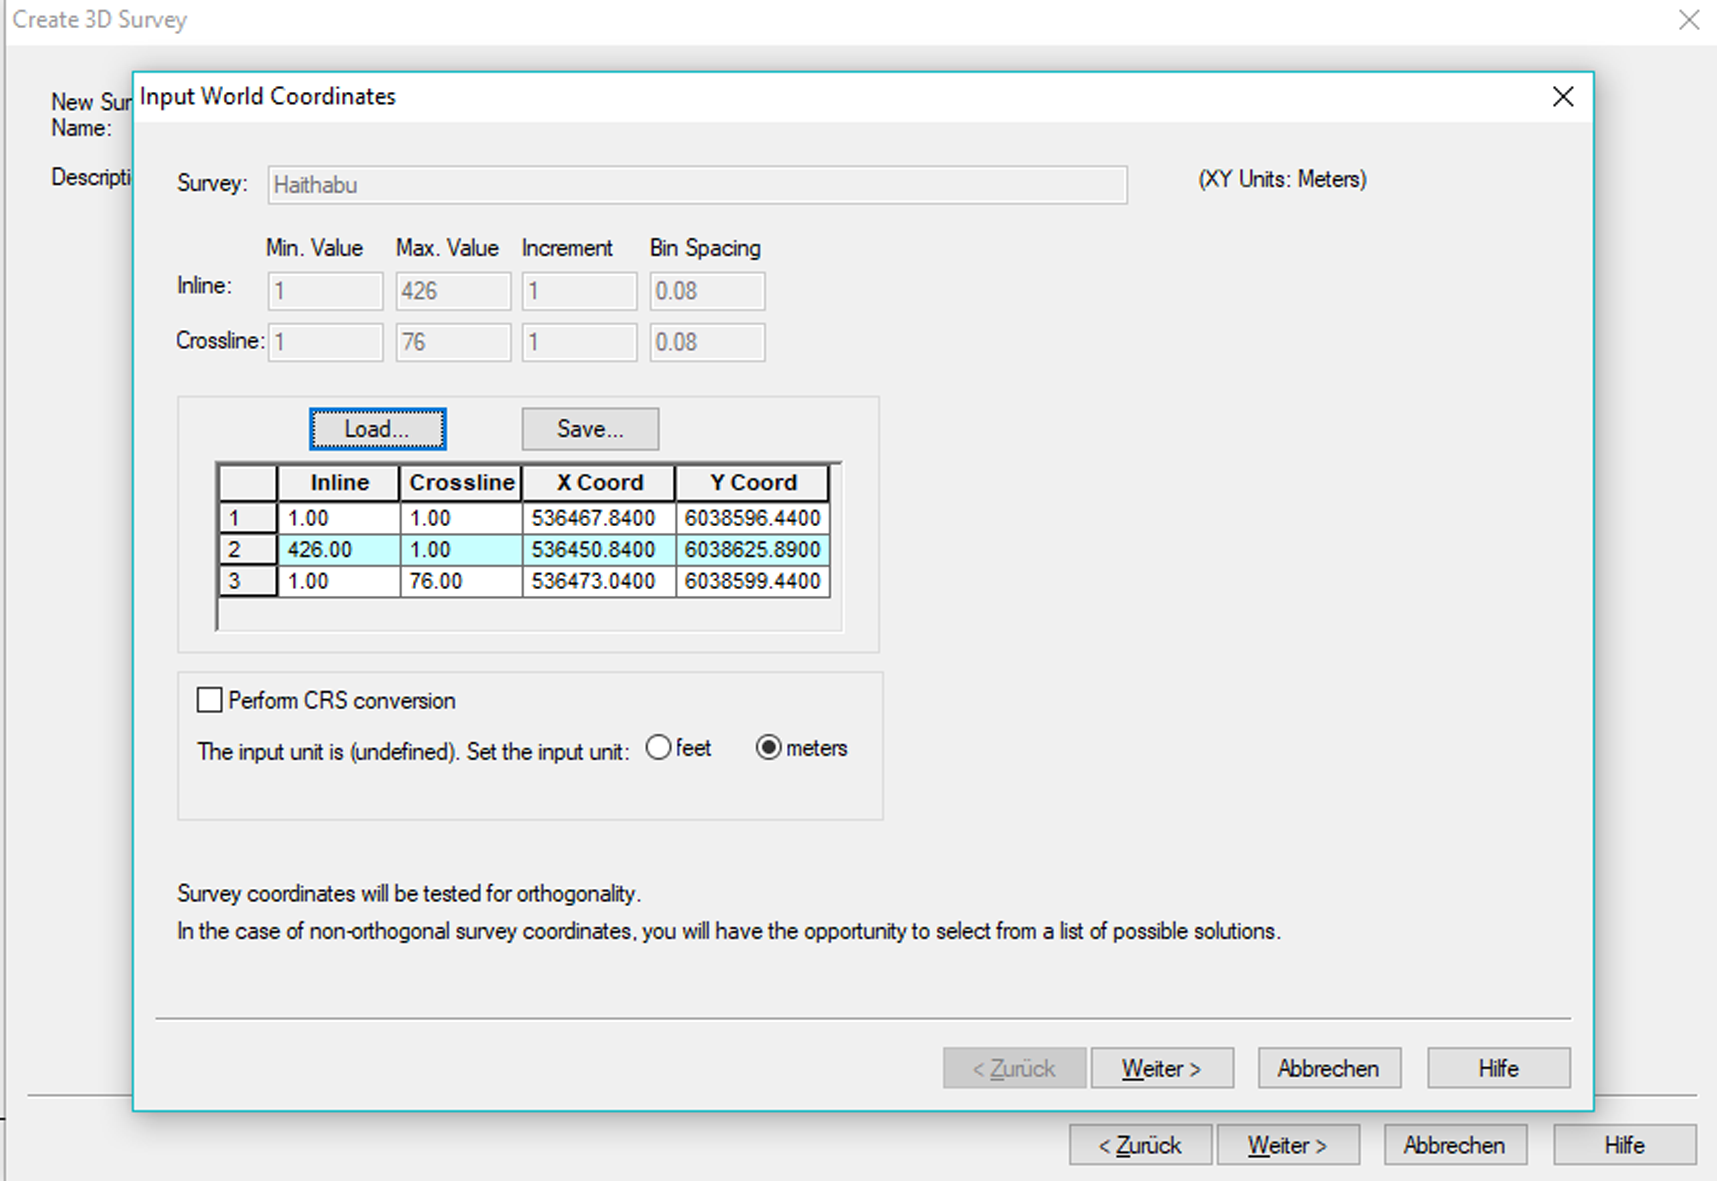 Create 3D Survey
New Sur
Name:
Descripti
Input World Coordinates
Survey: Haithabu (XY Units: Meters)
Min. Value Max. Value Increment Bin Spacing
Inline: 1 426 1 0.08
Crossline: 1 76 1 0.08
Load... Save...
Inline Crossline X Coord Y Coord
1 1.00 1.00 536467.8400 6038596.4400
2 426.00 1.00 536450.8400 6038625.8900
3 1.00 76.00 536473.0400 6038599.4400
Perform CRS conversion
The input unit is (undefined). Set the input unit: feet meters
Survey coordinates will be tested for orthogonality.
In the case of non-orthogonal survey coordinates, you will have the opportunity to select from a list of possible solutions.
< Zurück Weiter > Abbrechen Hilfe
< Zurück Weiter > Abbrechen Hilfe